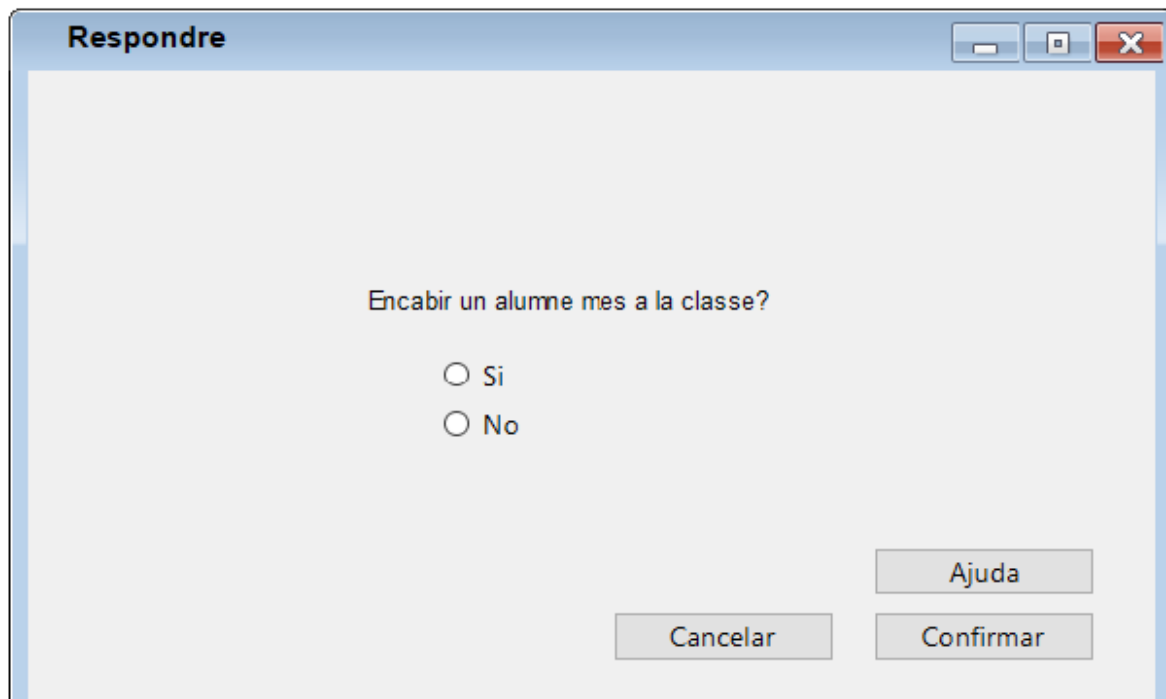 Respondre
Encabir un alumne mes a la classe?
Si
No
Ajuda
Cancelar
Confirmar